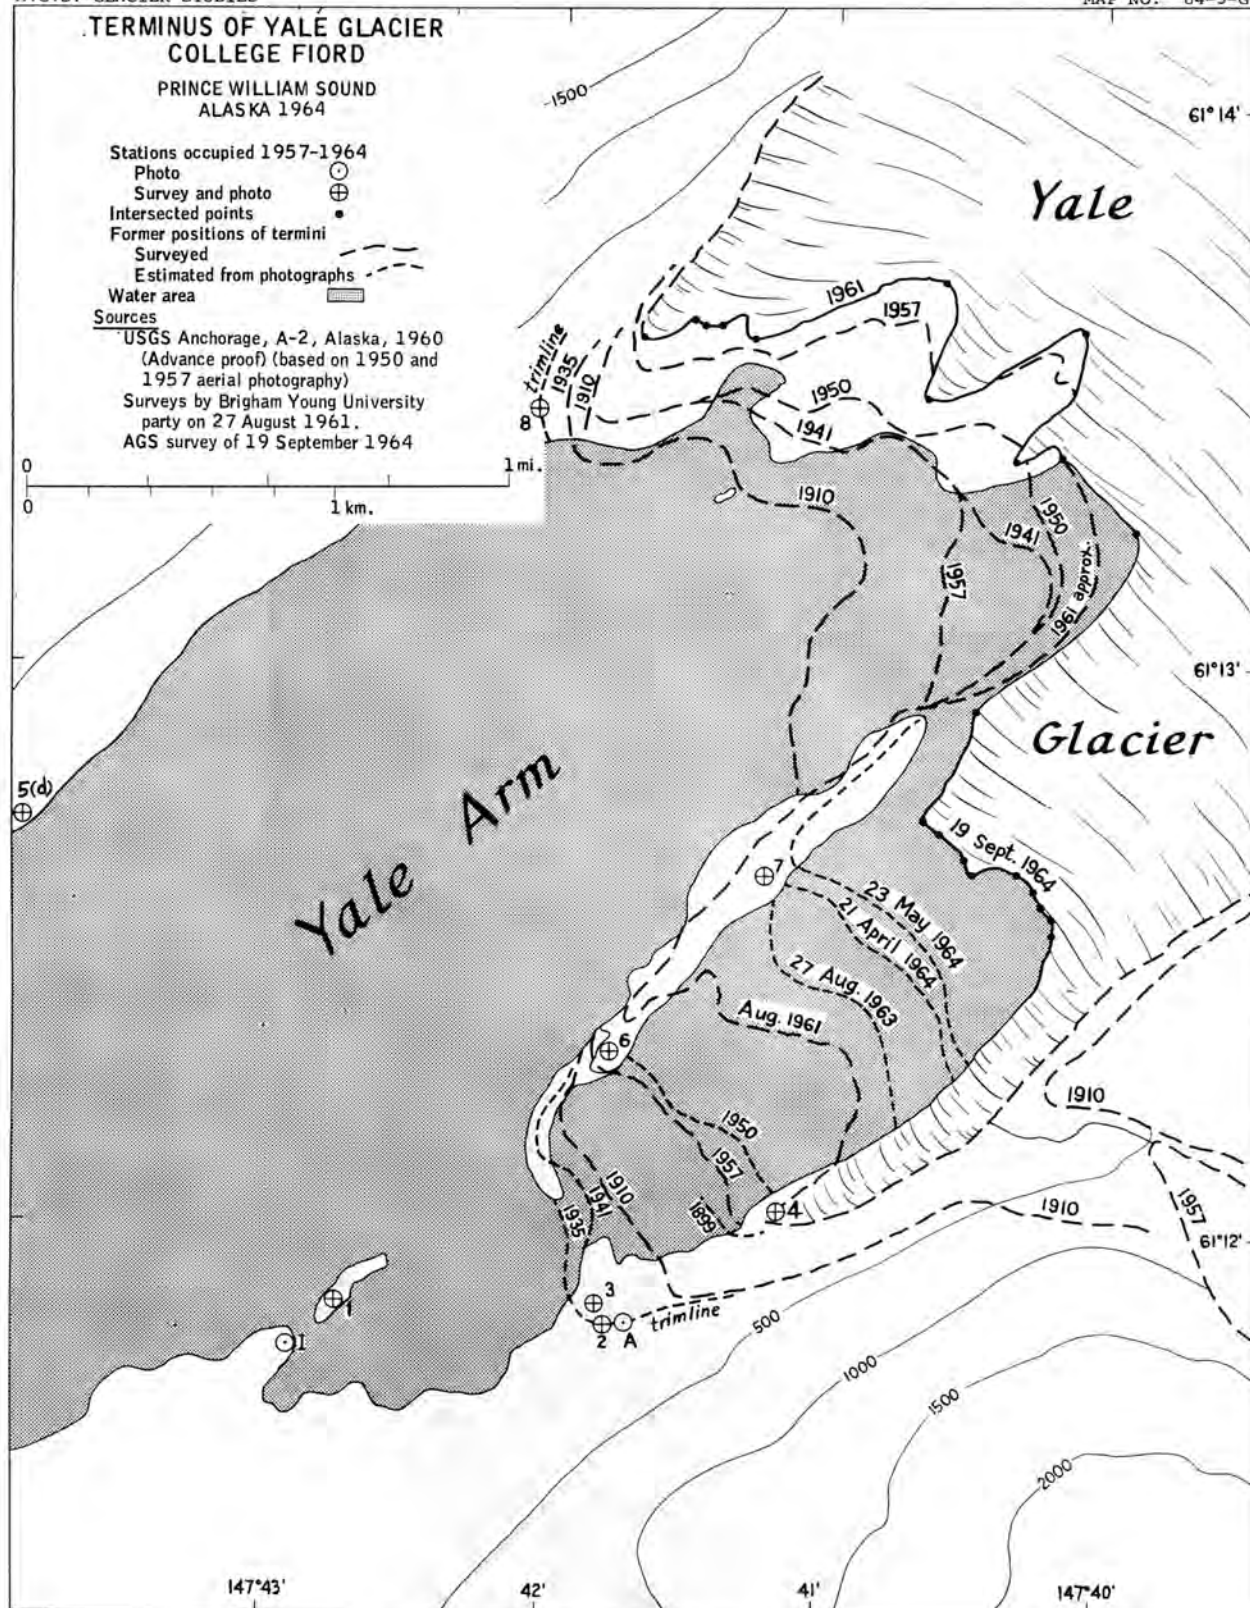 MAP NO. 64-3-G
TERMINUS OF YALE GLACIER
COLLEGE FIORD
PRINCE WILLIAM SOUND
ALASKA 1964
Stations occupied 1957-1964
Photo
Survey and photo
Intersected points
Former positions of termini
Surveyed
Estimated from photographs
Water area
Sources
USGS Anchorage, A-2, Alaska, 1960
(Advance proof) (based on 1950 and
1957 aerial photography)
Surveys by Brigham Young University
party on 27 August 1961.
AGS survey of 19 September 1964
0 1 mi.
0 1 km.
1500
61° 14'
Yale
1961
1957
trimline
1935
1910
8
1950
1941
1910
1950
1941
1957
1961 approx.
61° 13'
Glacier
5(d)
Yale Arm
19 Sept. 1964
7
23 May 1964
21 April 1964
27 Aug. 1963
Aug. 1961
6
1910
1950
1957
1910
1941
1935
1899
4
1910
1957
61° 12'
3
1
1
2 A
trimline
500
1000
1500
2000
147° 43'
42'
41'
147° 40'